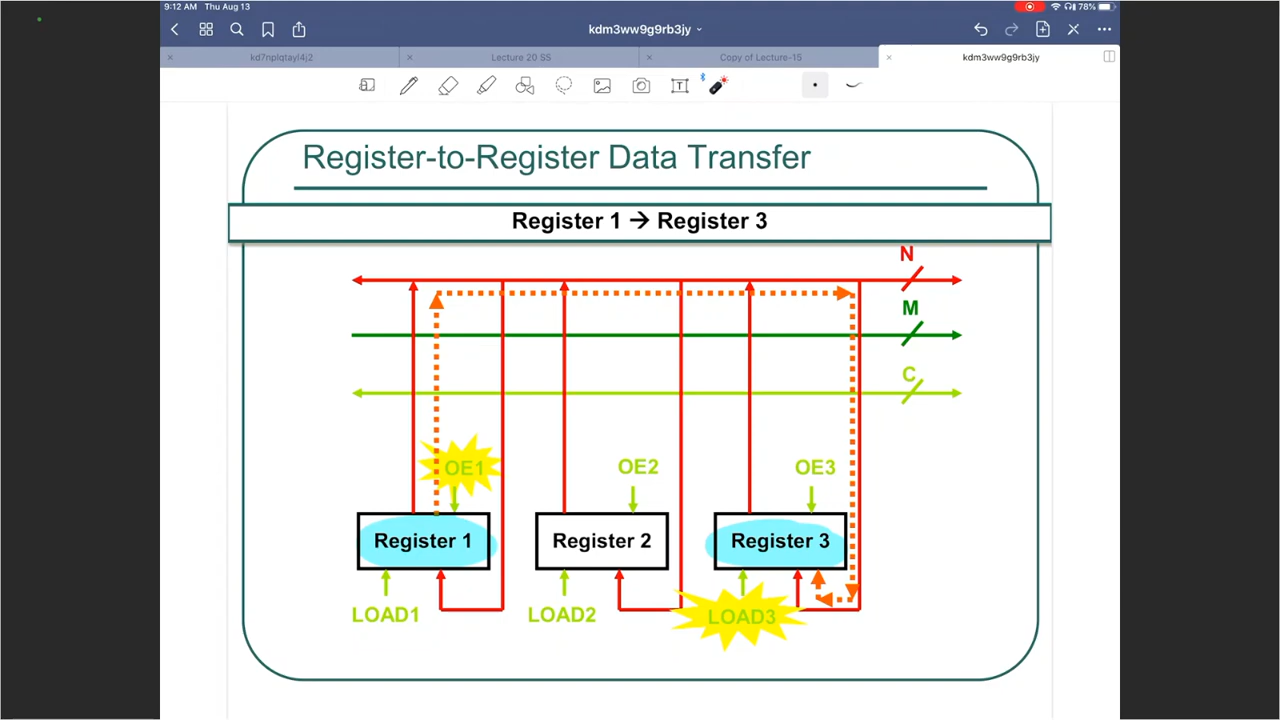 9:12 AM Thu Aug 13
78%
kdm3ww9g9rb3jy
kd7nplqtayl4j2
Lecture 20 SS
Copy of Lecture-15
kdm3ww9g9rb3jy
T
Register-to-Register Data Transfer
Register 1 → Register 3
N
M
C
OE1
OE2
OE3
Register 1
Register 2
Register 3
LOAD1
LOAD2
LOAD3